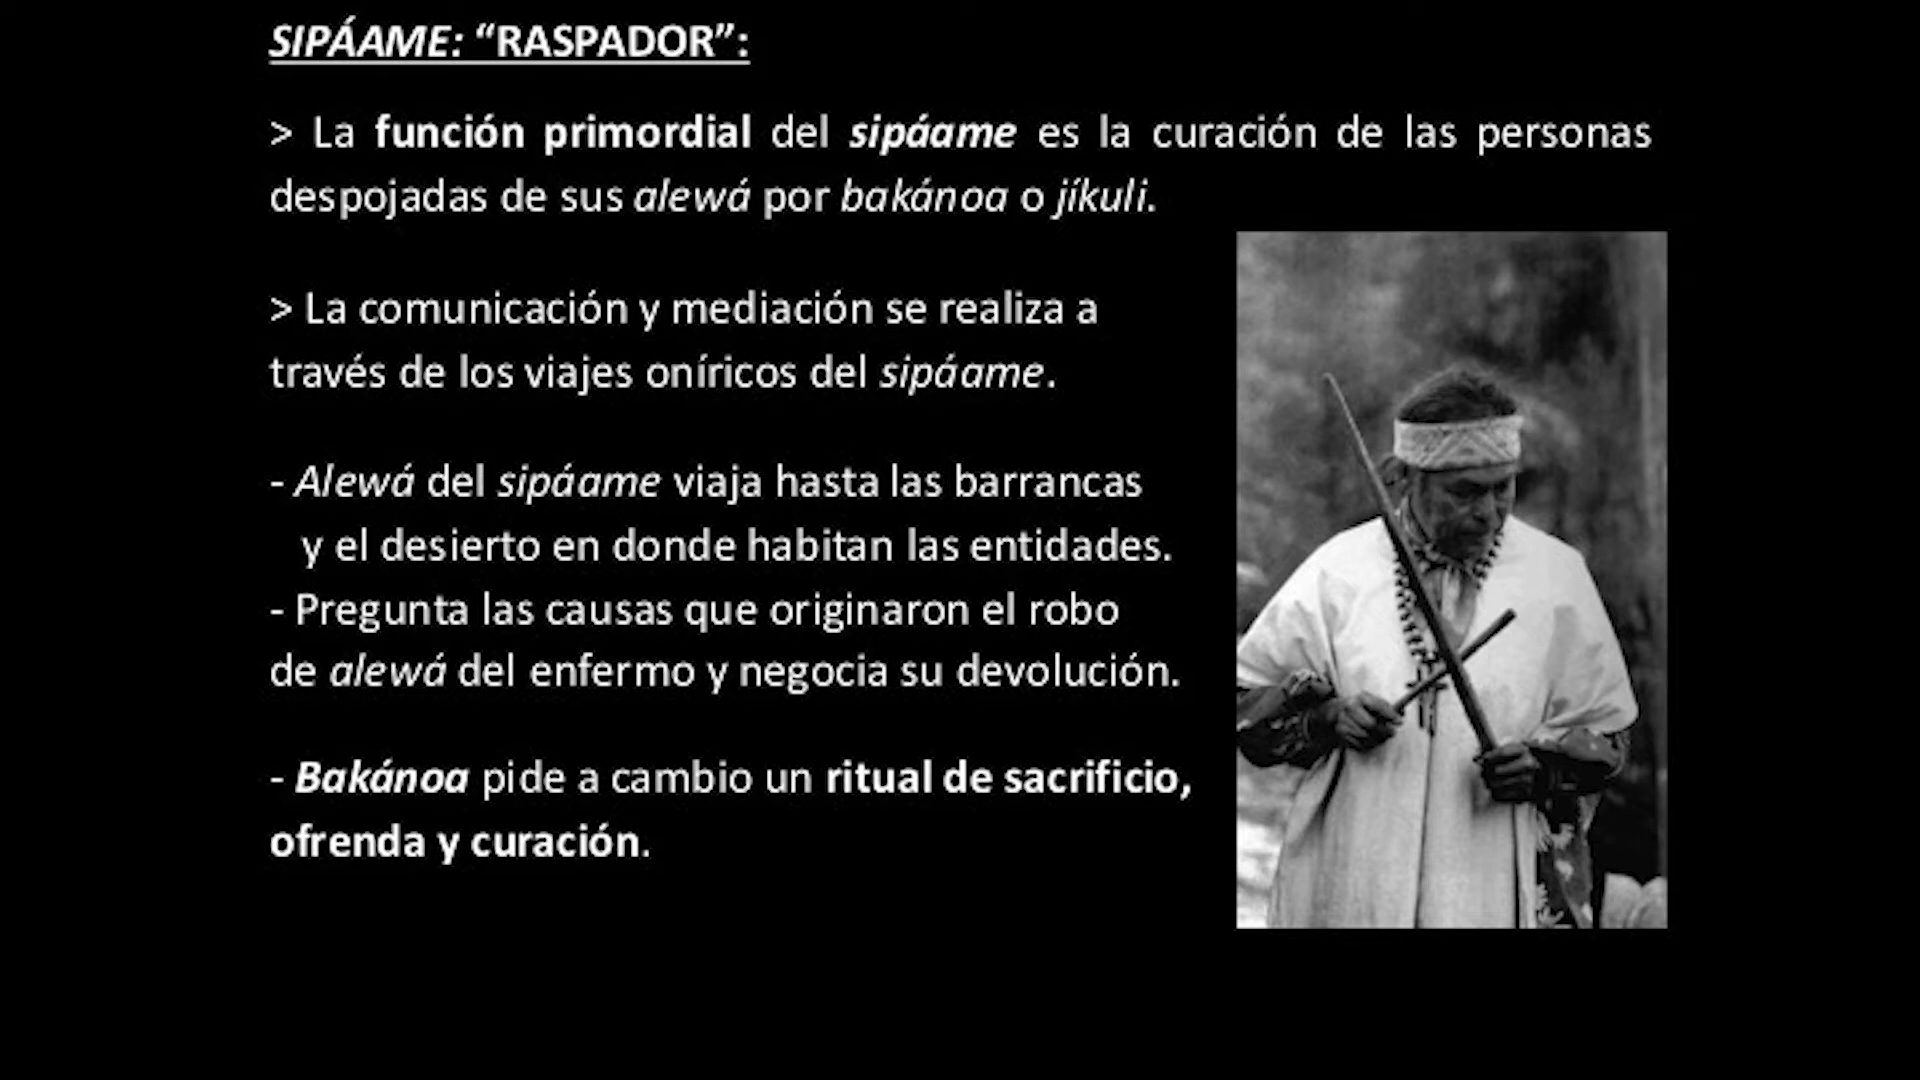 SIPÁAME: “RASPADOR”:
> La función primordial del sipáame es la curación de las personas
despojadas de sus alewá por bakánoa o jíkuli.
> La comunicación y mediación se realiza a
través de los viajes oníricos del sipáame.
- Alewá del sipáame viaja hasta las barrancas
y el desierto en donde habitan las entidades.
- Pregunta las causas que originaron el robo
de alewá del enfermo y negocia su devolución.
- Bakánoa pide a cambio un ritual de sacrificio,
ofrenda y curación.